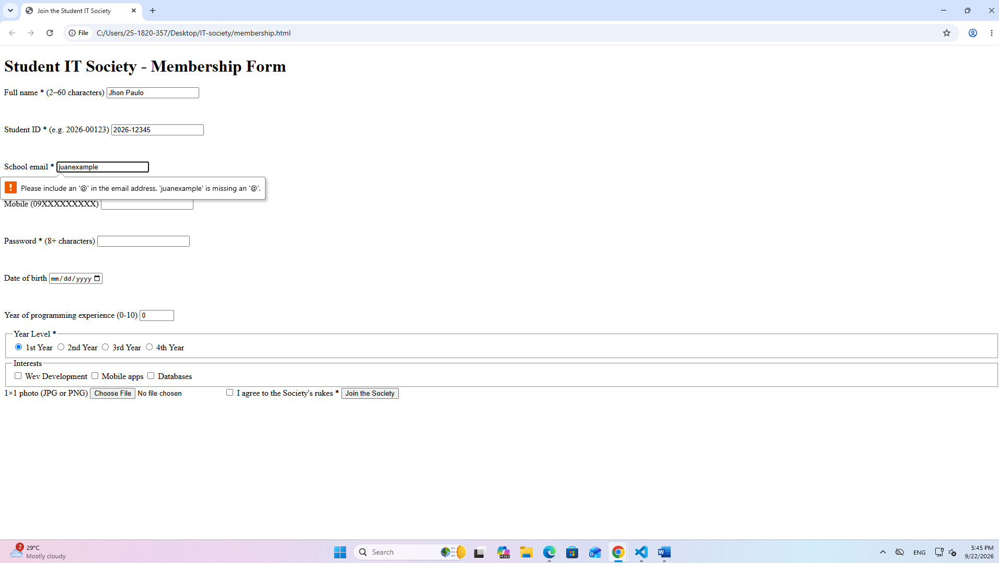 Join the Student IT Society
File C:/Users/25-1820-357/Desktop/IT-society/membership.html
Student IT Society - Membership Form
Full name * (2–60 characters) Jhon Paulo
Student ID * (e.g. 2026-00123) 2026-12345
School email * juanexample
! Please include an '@' in the email address. 'juanexample' is missing an '@'.
Mobile (09XXXXXXXXX)
Password * (8+ characters)
Date of birth mm/dd/yyyy
Year of programming experience (0-10) 0
Year Level *
1st Year 2nd Year 3rd Year 4th Year
Interests
Wev Development Mobile apps Databases
1×1 photo (JPG or PNG) Choose File No file chosen I agree to the Society's rukes * Join the Society
2 29°C
Mostly cloudy
Search
M365
W
ENG
5:45 PM
9/22/2026